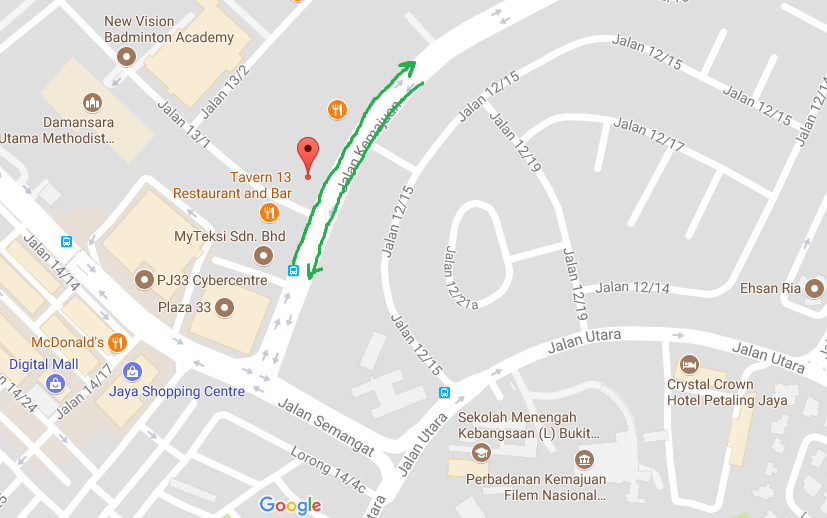 New Vision
Badminton Academy
Jalan 13/2
Damansara
Utama Methodist...
Jalan 13/1
Jalan Kemajuan
Jalan 12/15
Jalan 12/15
Jalan 12/15
Jalan 12/14
Jalan 12/17
Jalan 12/19
Tavern 13
Restaurant and Bar
Jalan 12/15
MyTeksi Sdn. Bhd
Jalan 12/21a
Jalan 14/14
PJ33 Cybercentre
Plaza 33
Jalan 12/14
Ehsan Ria
Jalan 12/19
McDonald's
Jalan 12/15
Jalan Utara
Jalan Utara
Digital Mall
Jaya Shopping Centre
Jalan 14/17
14/24
Crystal Crown
Hotel Petaling Jaya
Jalan Semangat
Jalan Utara
Sekolah Menengah
Kebangsaan (L) Bukit...
Lorong 14/4c
Perbadanan Kemajuan
Filem Nasional...
Google